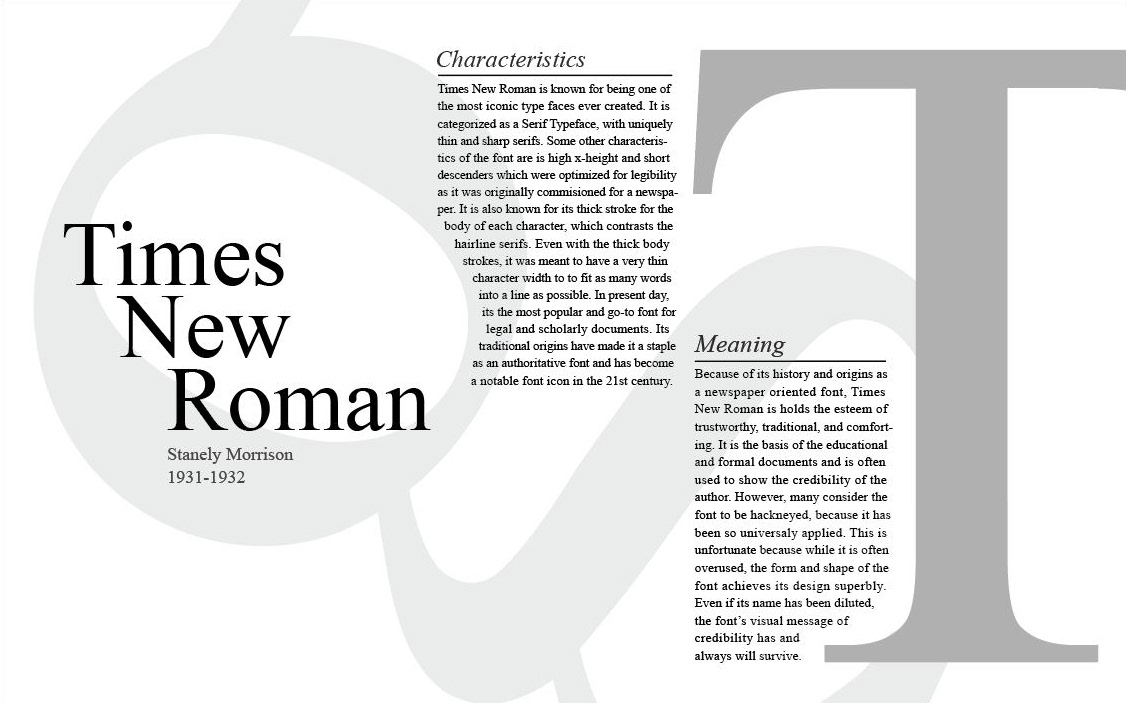 Times
New
Roman
Stanely Morrison
1931-1932
Characteristics
Times New Roman is known for being one of
the most iconic type faces ever created. It is
categorized as a Serif Typeface, with uniquely
thin and sharp serifs. Some other characteris-
tics of the font are is high x-height and short
descenders which were optimized for legibility
as it was originally commisioned for a newspa-
per. It is also known for its thick stroke for the
body of each character, which contrasts the
hairline serifs. Even with the thick body
strokes, it was meant to have a very thin
character width to to fit as many words
into a line as possible. In present day,
its the most popular and go-to font for
legal and scholarly documents. Its
traditional origins have made it a staple
as an authoritative font and has become
a notable font icon in the 21st century.
Meaning
Because of its history and origins as
a newspaper oriented font, Times
New Roman is holds the esteem of
trustworthy, traditional, and comfort-
ing. It is the basis of the educational
and formal documents and is often
used to show the credibility of the
author. However, many consider the
font to be hackneyed, because it has
been so universaly applied. This is
unfortunate because while it is often
overused, the form and shape of the
font achieves its design superbly.
Even if its name has been diluted,
the font's visual message of
credibility has and
always will survive.
T